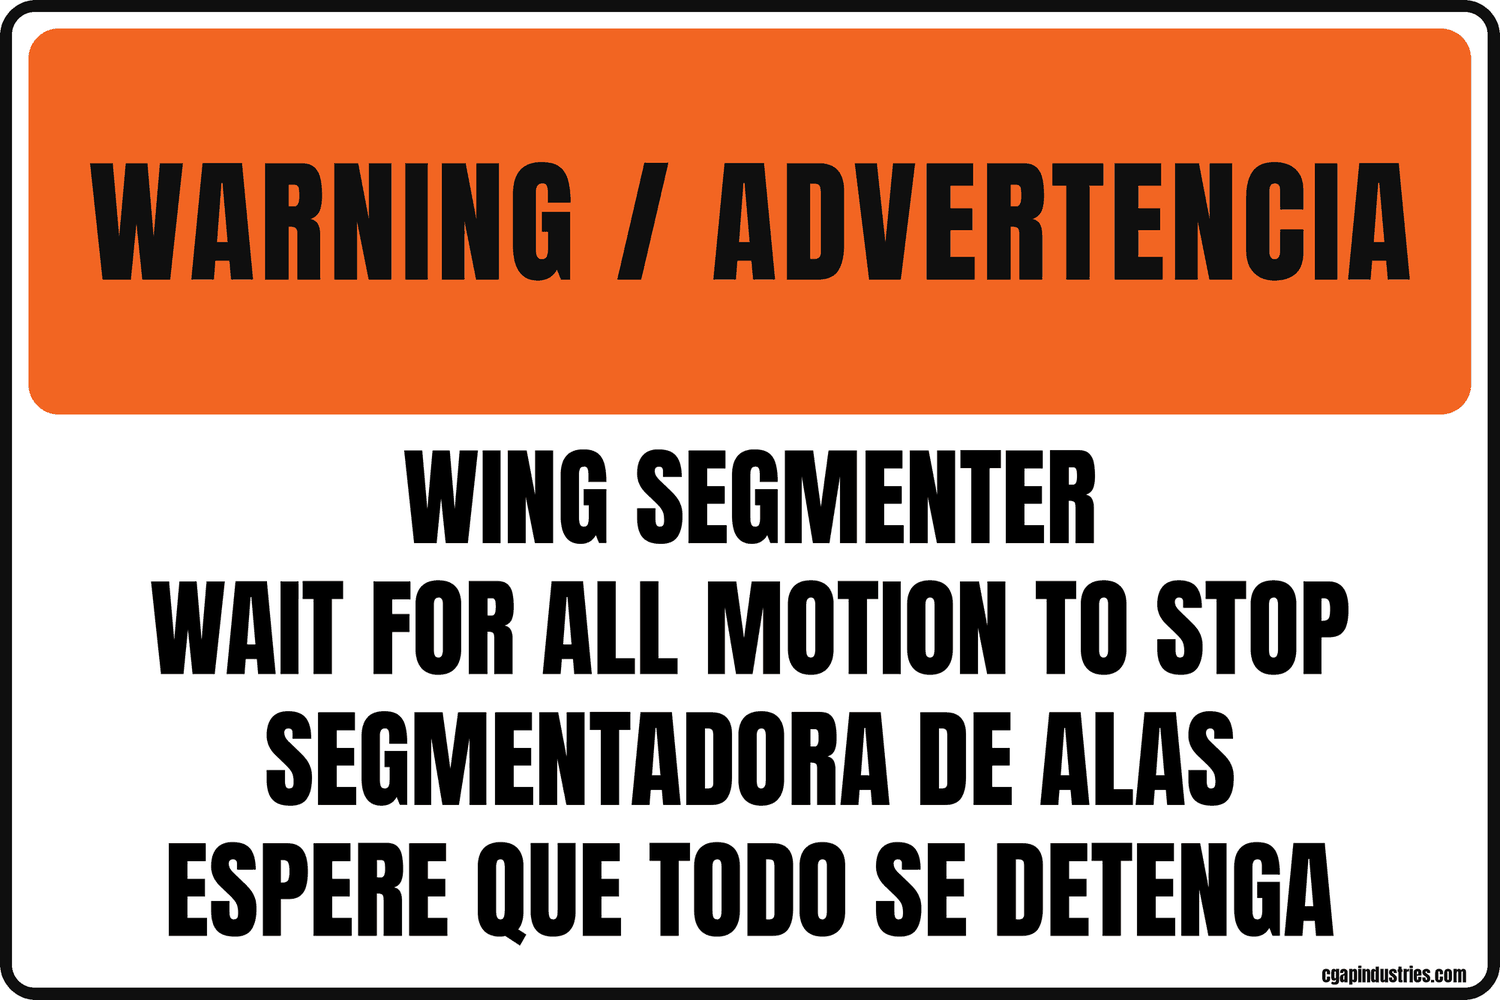 WARNING / ADVERTENCIA
WING SEGMENTER
WAIT FOR ALL MOTION TO STOP
SEGMENTADORA DE ALAS
ESPERE QUE TODO SE DETENGA
cgapindustries.com